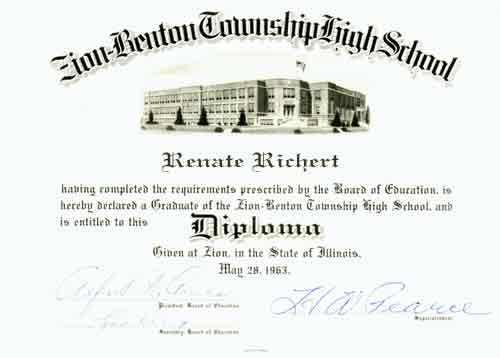 Zion-Benton Township High School
Renate Richert
having completed the requirements prescribed by the Board of Education, is
hereby declared a Graduate of the Zion-Benton Township High School, and
is entitled to this Diploma
Given at Zion, in the State of Illinois,
May 28, 1963.
President Board of Education
H W Pearce
Superintendent
Secretary Board of Education